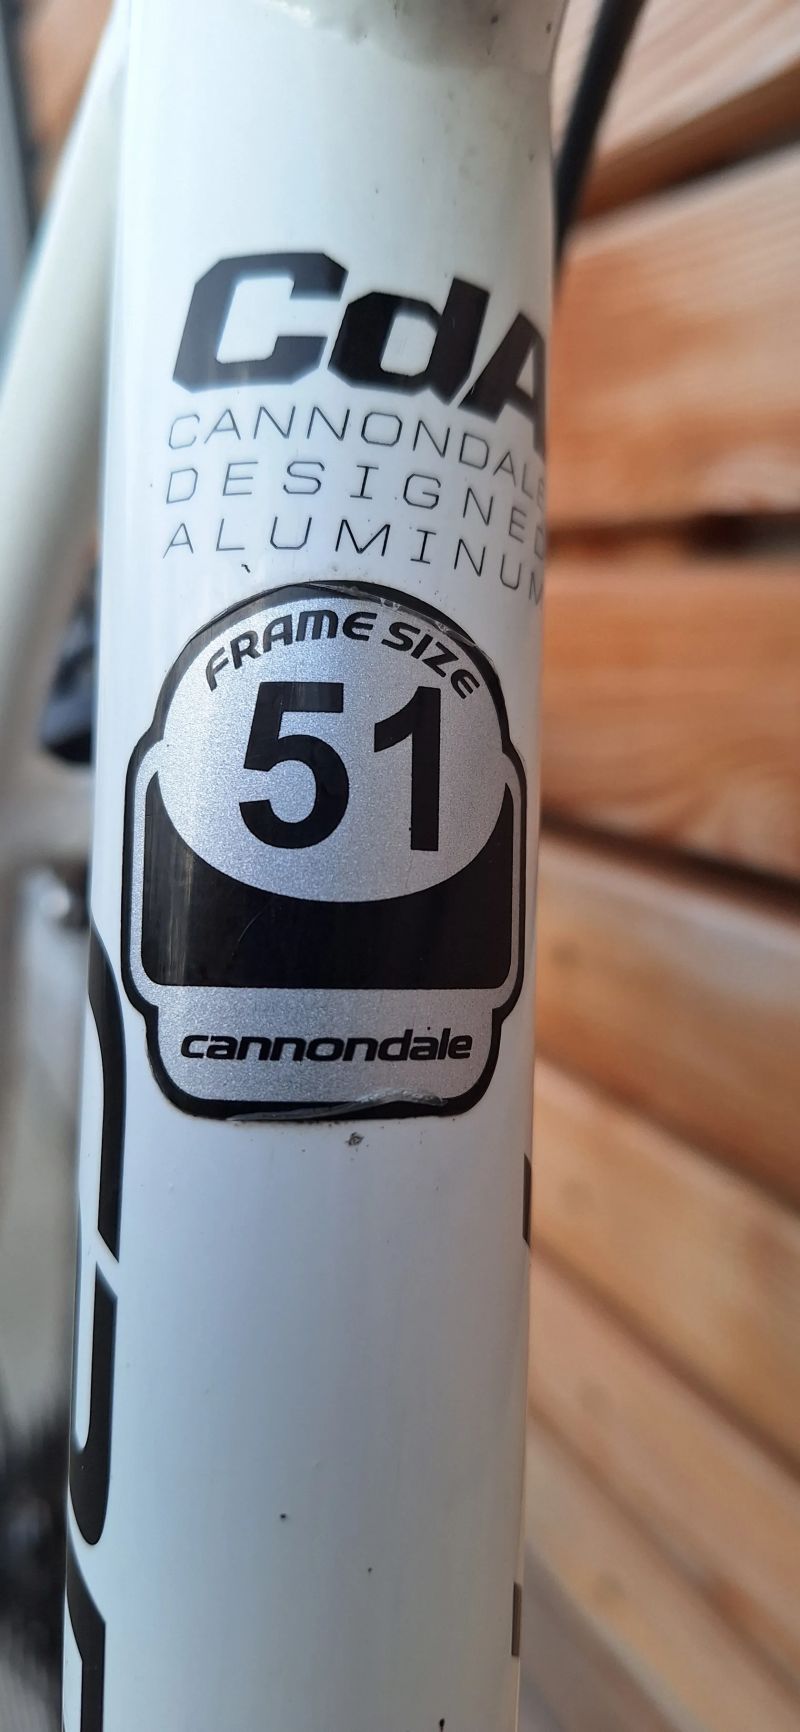 CdA
CANNONDALE
DESIGNED
ALUMINUM
FRAME SIZE
51
cannondale